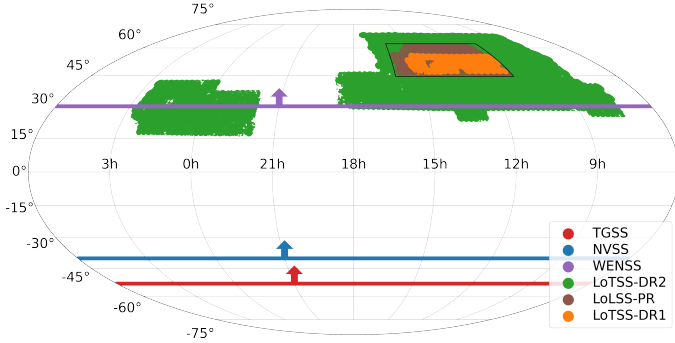 75°
60°
45°
30°
15°
3h 0h 21h 18h 15h 12h 9h
0°
-15°
-30°
-45°
-60°
-75°
TGSS
NVSS
WENSS
LoTSS-DR2
LoLSS-PR
LoTSS-DR1